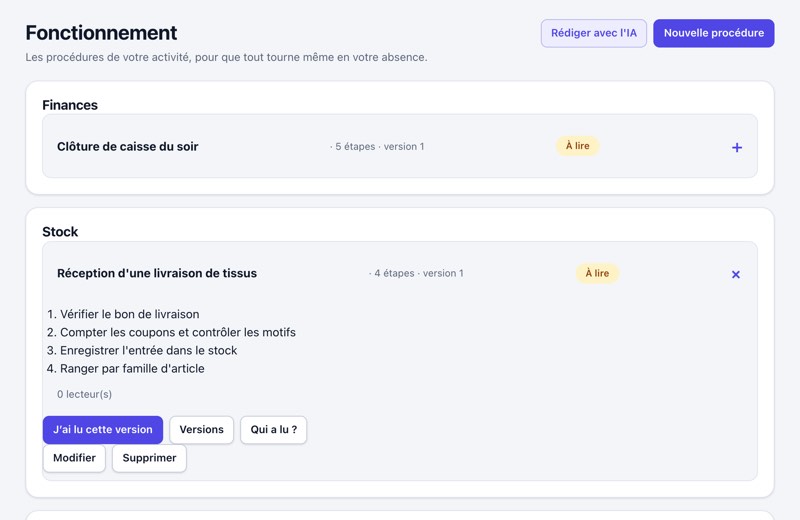 Fonctionnement
Rédiger avec l'IA
Nouvelle procédure
Les procédures de votre activité, pour que tout tourne même en votre absence.
Finances
Clôture de caisse du soir · 5 étapes · version 1 À lire +
Stock
Réception d'une livraison de tissus · 4 étapes · version 1 À lire ×
1. Vérifier le bon de livraison
2. Compter les coupons et contrôler les motifs
3. Enregistrer l'entrée dans le stock
4. Ranger par famille d'article
0 lecteur(s)
J'ai lu cette version Versions Qui a lu ?
Modifier Supprimer